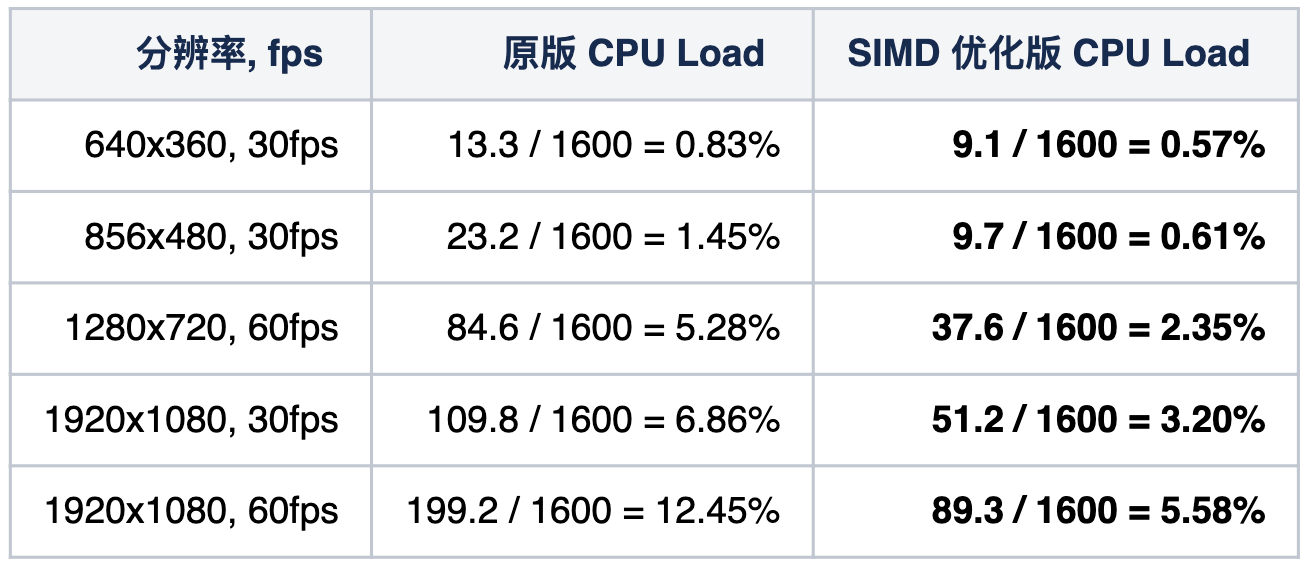 分辨率, fps 原版 CPU Load SIMD 优化版 CPU Load
640x360, 30fps 13.3 / 1600 = 0.83% 9.1 / 1600 = 0.57%
856x480, 30fps 23.2 / 1600 = 1.45% 9.7 / 1600 = 0.61%
1280x720, 60fps 84.6 / 1600 = 5.28% 37.6 / 1600 = 2.35%
1920x1080, 30fps 109.8 / 1600 = 6.86% 51.2 / 1600 = 3.20%
1920x1080, 60fps 199.2 / 1600 = 12.45% 89.3 / 1600 = 5.58%